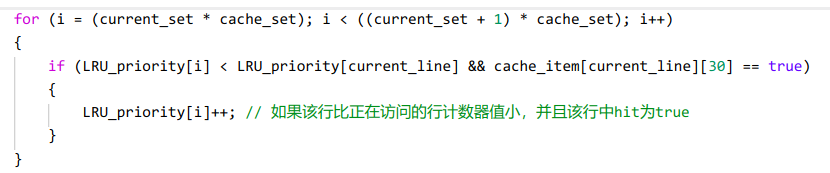 for (i = (current_set * cache_set); i < ((current_set + 1) * cache_set); i++)
{
    if (LRU_priority[i] < LRU_priority[current_line] && cache_item[current_line][30] == true)
    {
        LRU_priority[i]++; // 如果该行比正在访问的行计数器值小，并且该行中hit为true
    }
}